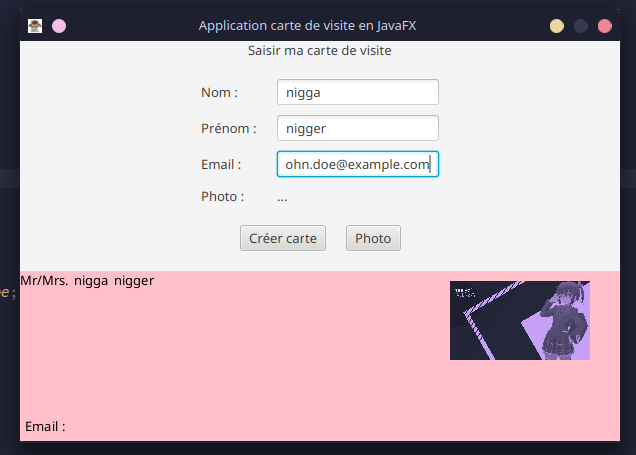 Application carte de visite en JavaFX
Saisir ma carte de visite
Nom : nigga
Prénom : nigger
Email : ohn.doe@example.com
Photo : ...
Créer carte Photo
Mr/Mrs. nigga nigger
Email :